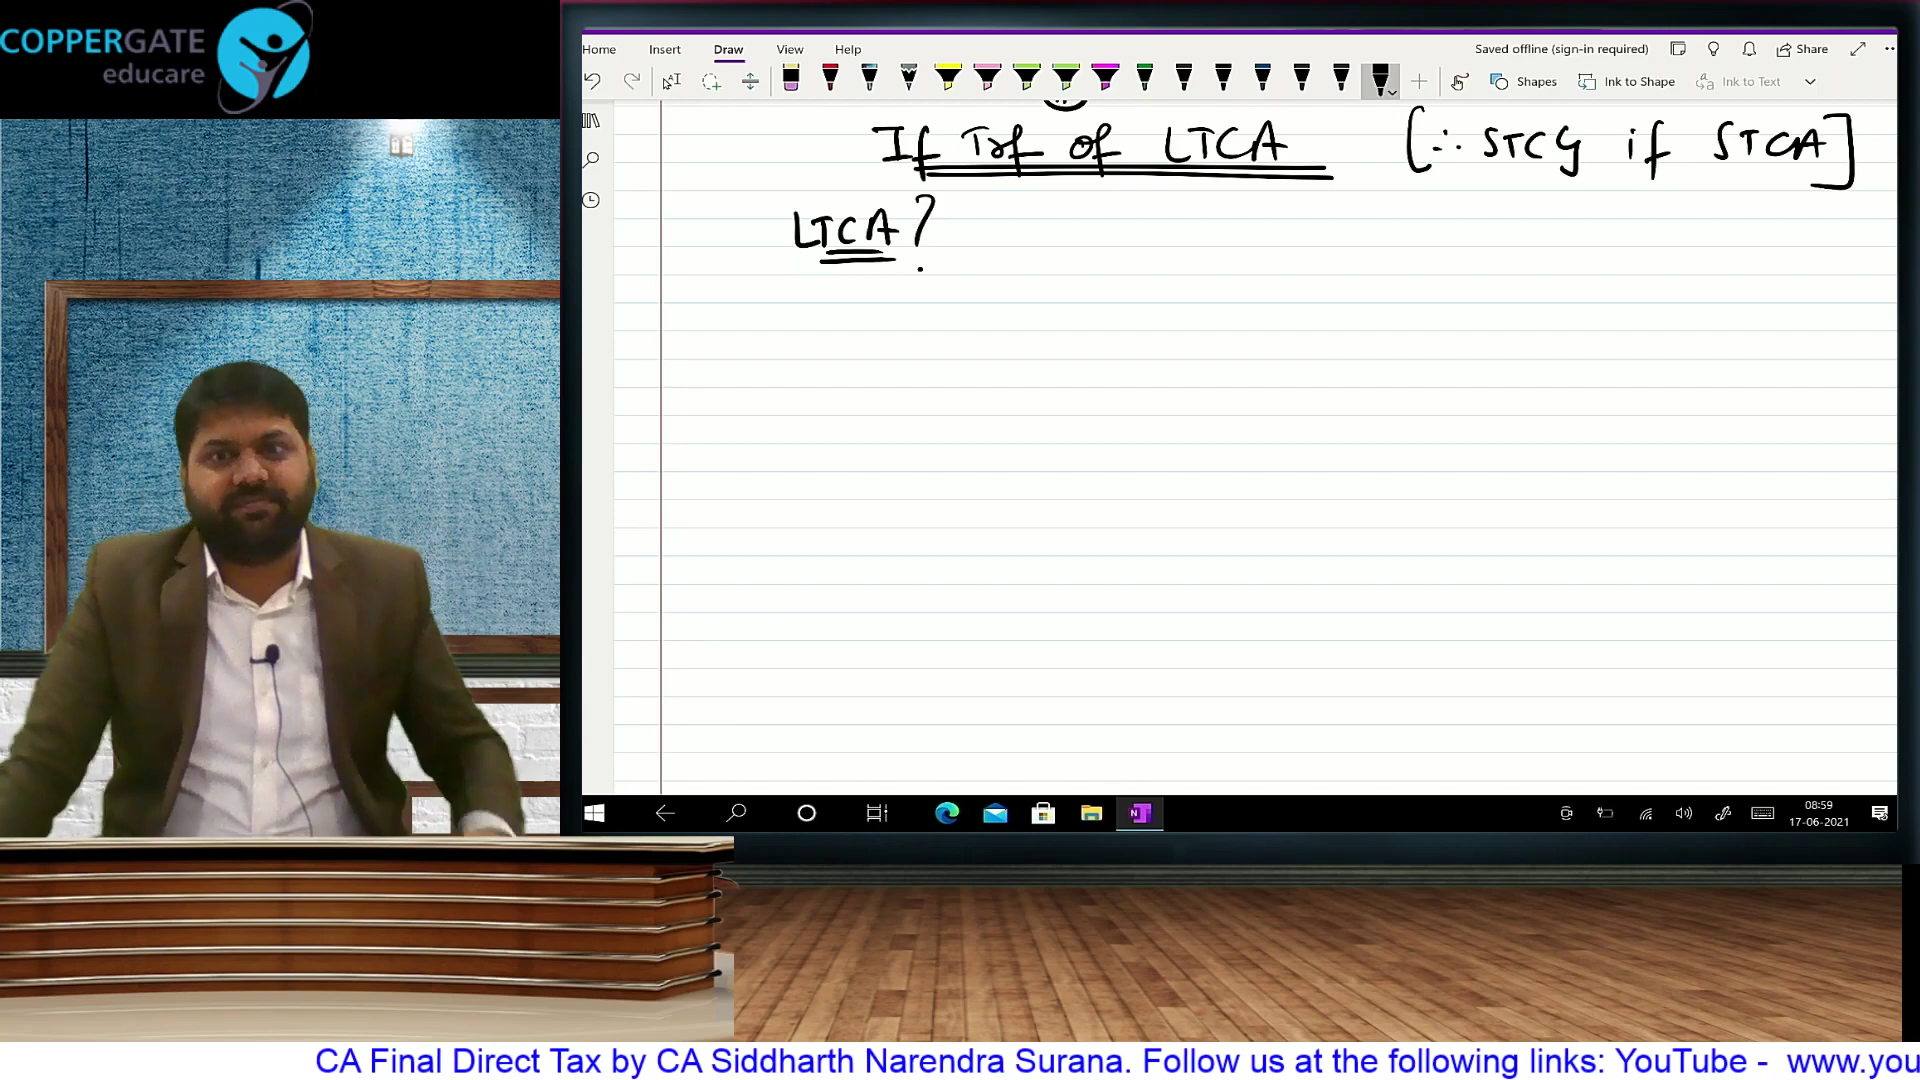 COPPERGATE
educare
Home Insert Draw View Help
Saved offline (sign-in required) Share
Shapes Ink to Shape Ink to Text
If Trf of LTCA [∴ STCG if STCA]
LTCA?
08:59
17-06-2021
CA Final Direct Tax by CA Siddharth Narendra Surana. Follow us at the following links: YouTube - www.you